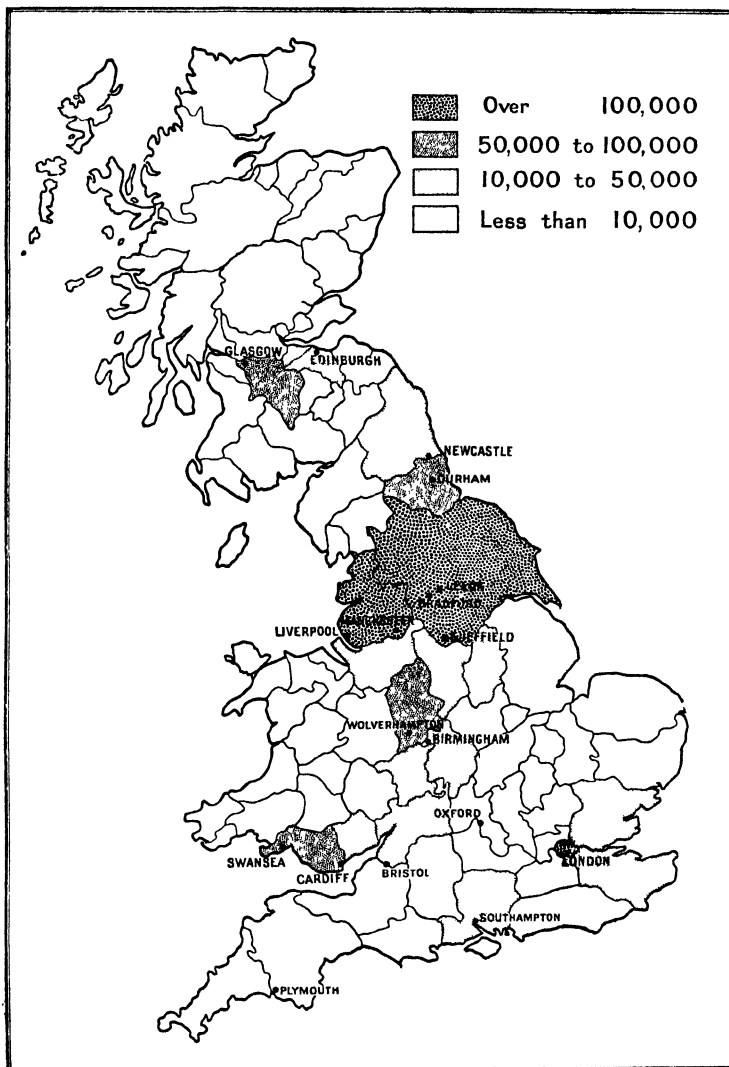 Over 100,000
50,000 to 100,000
10,000 to 50,000
Less than 10,000
GLASGOW
EDINBURGH
NEWCASTLE
DURHAM
LEEDS
BRADFORD
MANCHESTER
LIVERPOOL
SHEFFIELD
WOLVERHAMPTON
BIRMINGHAM
OXFORD
SWANSEA
CARDIFF
BRISTOL
LONDON
SOUTHAMPTON
PLYMOUTH